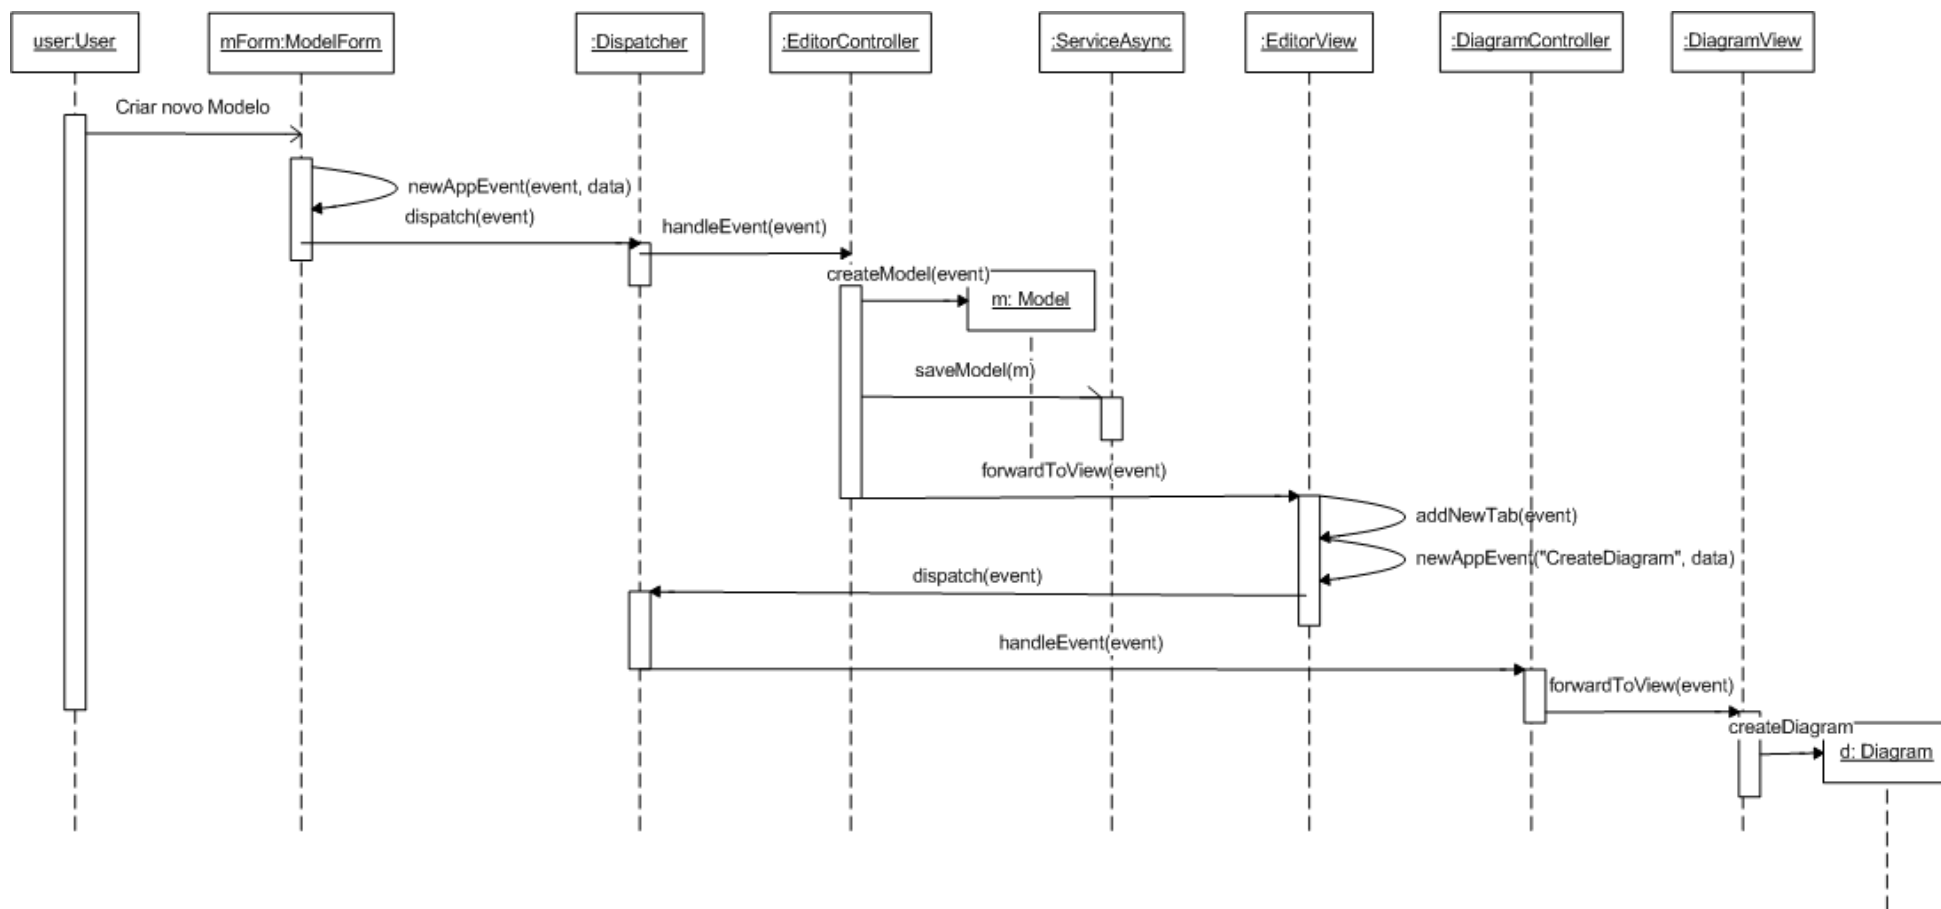 user:User
mForm:ModelForm
:Dispatcher
:EditorController
:ServiceAsync
:EditorView
:DiagramController
:DiagramView
Criar novo Modelo
newAppEvent(event, data)
dispatch(event)
handleEvent(event)
createModel(event)
m: Model
saveModel(m)
forwardToView(event)
addNewTab(event)
newAppEvent("CreateDiagram", data)
dispatch(event)
handleEvent(event)
forwardToView(event)
createDiagram
d: Diagram